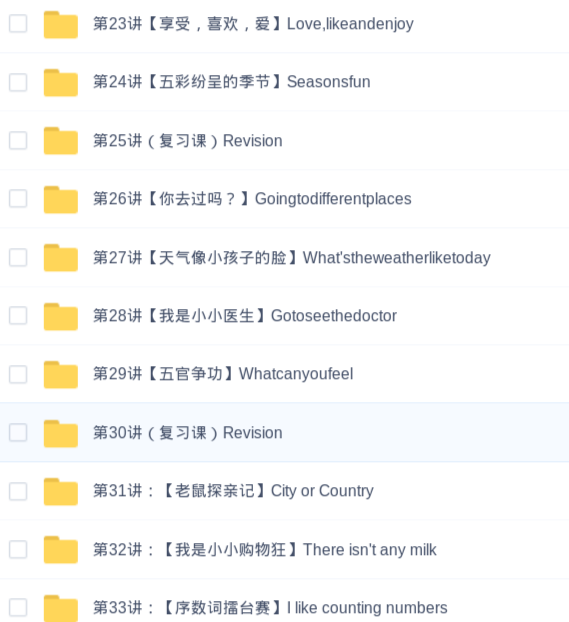 第23讲【享受，喜欢，爱】Love,likeandenjoy
第24讲【五彩纷呈的季节】Seasonsfun
第25讲（复习课）Revision
第26讲【你去过吗？】Goingtodifferentplaces
第27讲【天气像小孩子的脸】What'stheweatherliketoday
第28讲【我是小小医生】Gotoseethedoctor
第29讲【五官争功】Whatcanyoufeel
第30讲（复习课）Revision
第31讲：【老鼠探亲记】City or Country
第32讲：【我是小小购物狂】There isn't any milk
第33讲：【序数词擂台赛】I like counting numbers